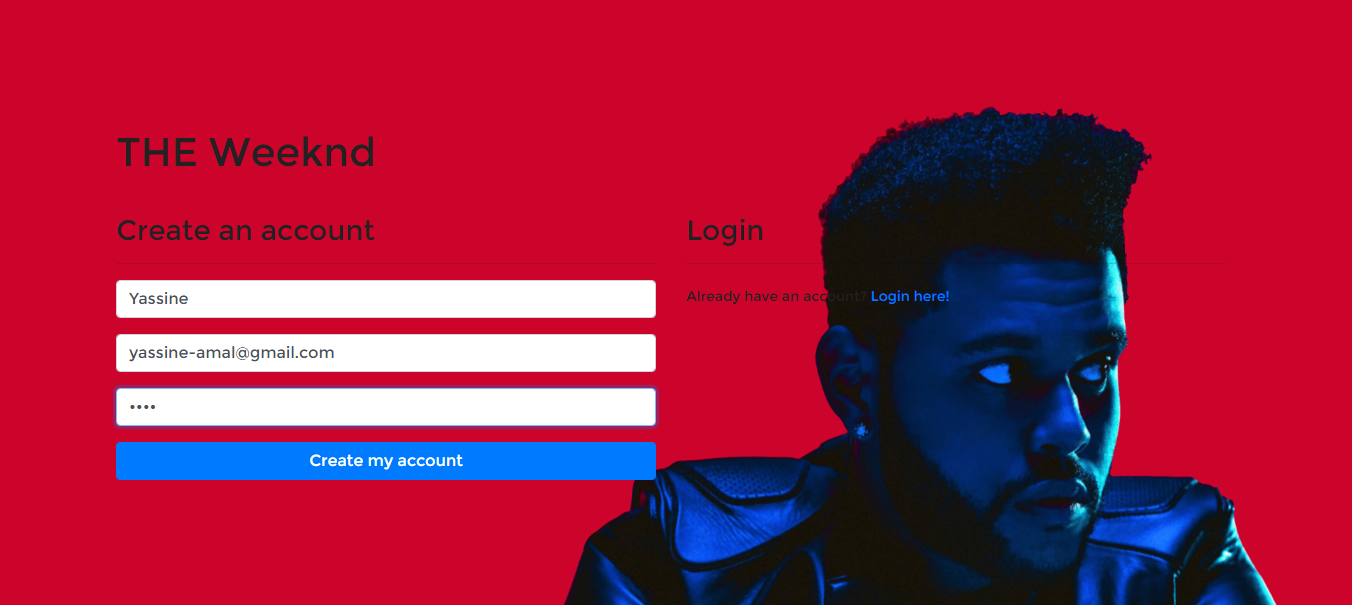 THE Weeknd
Create an account
Yassine
yassine-amal@gmail.com
••••
Create my account
Login
Already have an account? Login here!